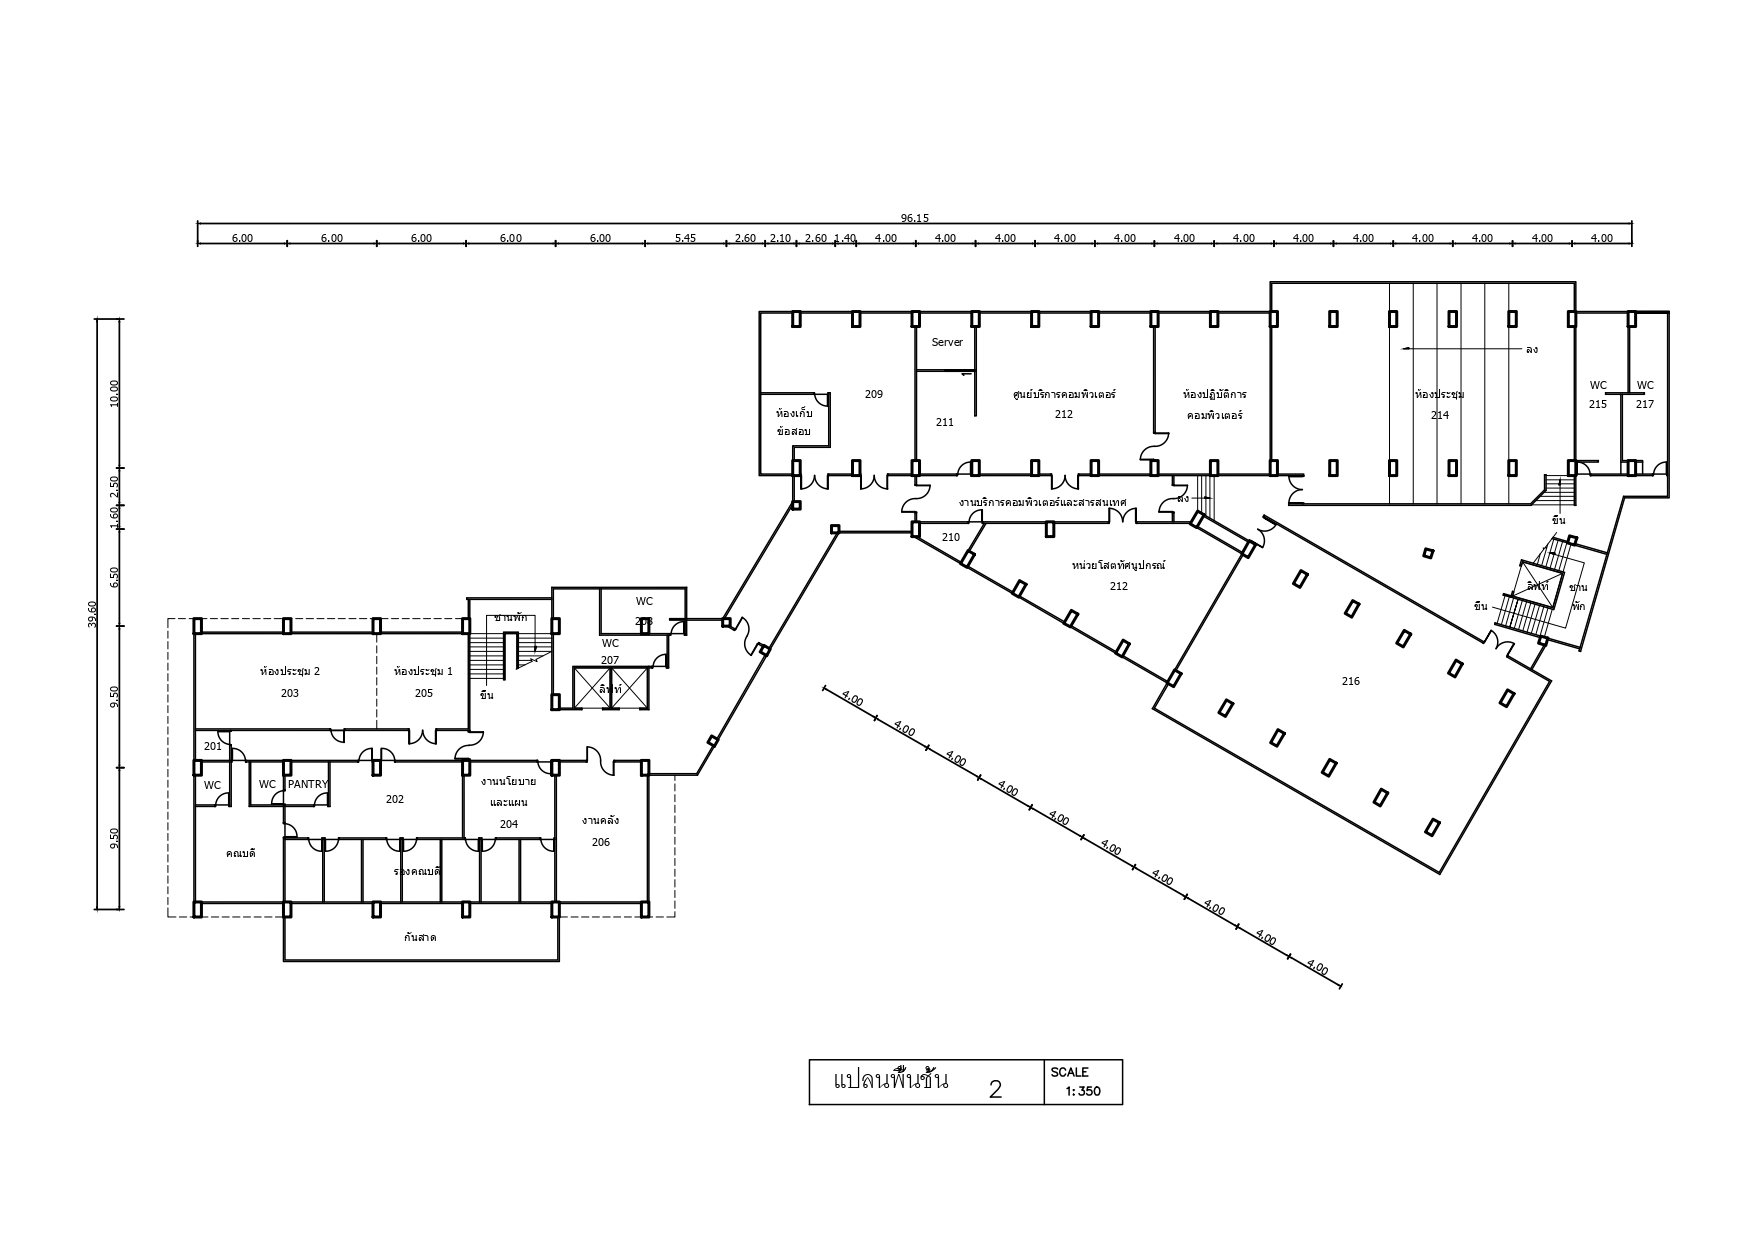 96.15
6.00 6.00 6.00 6.00 6.00 5.45 2.60 2.10 2.60 1.40 4.00 4.00 4.00 4.00 4.00 4.00 4.00 4.00 4.00 4.00 4.00 4.00 4.00
39.60
10.00
2.50
1.60
6.50
9.50
9.50
Server
209
ห้องเก็บ
ข้อสอบ
211
ศูนย์บริการคอมพิวเตอร์
212
ห้องปฏิบัติการ
คอมพิวเตอร์
ลง
ห้องประชุม
214
WC
215
WC
217
งานบริการคอมพิวเตอร์และสารสนเทศ
ลง
ขึ้น
210
หน่วยโสตทัศนูปกรณ์
212
ลิฟท์
ชาน
พัก
ขึ้น
216
ชานพัก
WC
208
WC
207
ลิฟท์
ขึ้น
ห้องประชุม 2
203
ห้องประชุม 1
205
201
WC
WC
PANTRY
202
งานนโยบาย
และแผน
204
งานคลัง
206
คณบดี
รองคณบดี
กันสาด
4.00
4.00
4.00
4.00
4.00
4.00
4.00
4.00
4.00
4.00
แปลนพื้นชั้น 2
SCALE
1:350